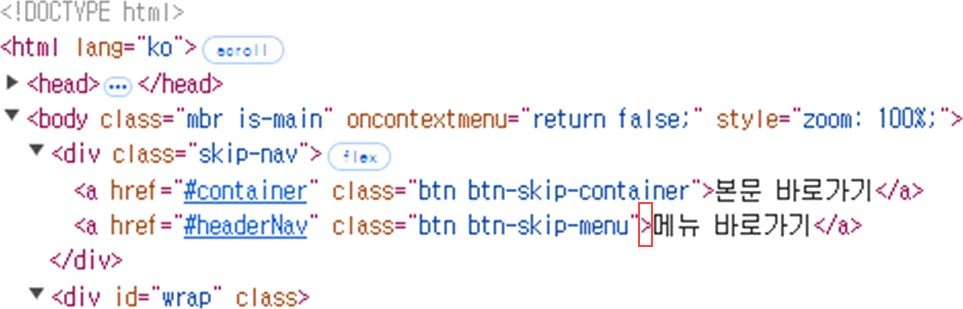 <!DOCTYPE html>
<html lang="ko"> scroll
▶ <head> ••• </head>
▼ <body class="mbr is-main" oncontextmenu="return false;" style="zoom: 100%;">
▼ <div class="skip-nav"> flex
<a href="#container" class="btn btn-skip-container">본문 바로가기</a>
<a href="#headerNav" class="btn btn-skip-menu">메뉴 바로가기</a>
</div>
▼ <div id="wrap" class>